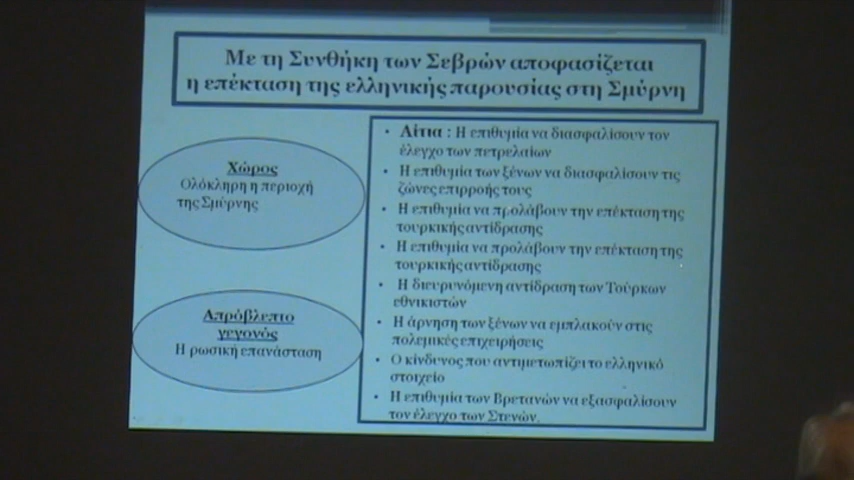 Με τη Συνθήκη των Σεβρών αποφασίζεται
η επέκταση της ελληνικής παρουσίας στη Σμύρνη
Χώρος
Ολόκληρη η περιοχή
της Σμύρνης
Απρόβλεπτο
γεγονός
Η ρωσική επανάσταση
• Αίτια : Η επιθυμία να διασφαλίσουν τον
έλεγχο των πετρελαίων
• Η επιθυμία των ξένων να διασφαλίσουν τις
ζώνες επιρροής τους
• Η επιθυμία να προλάβουν την επέκταση της
τουρκικής αντίδρασης
• Η επιθυμία να προλάβουν την επέκταση της
τουρκικής αντίδρασης
• Η διευρυνόμενη αντίδραση των Τούρκων
εθνικιστών
• Η άρνηση των ξένων να εμπλακούν στις
πολεμικές επιχειρήσεις
• Ο κίνδυνος που αντιμετωπίζει το ελληνικό
στοιχείο
• Η επιθυμία των Βρετανών να εξασφαλίσουν
τον έλεγχο των Στενών.